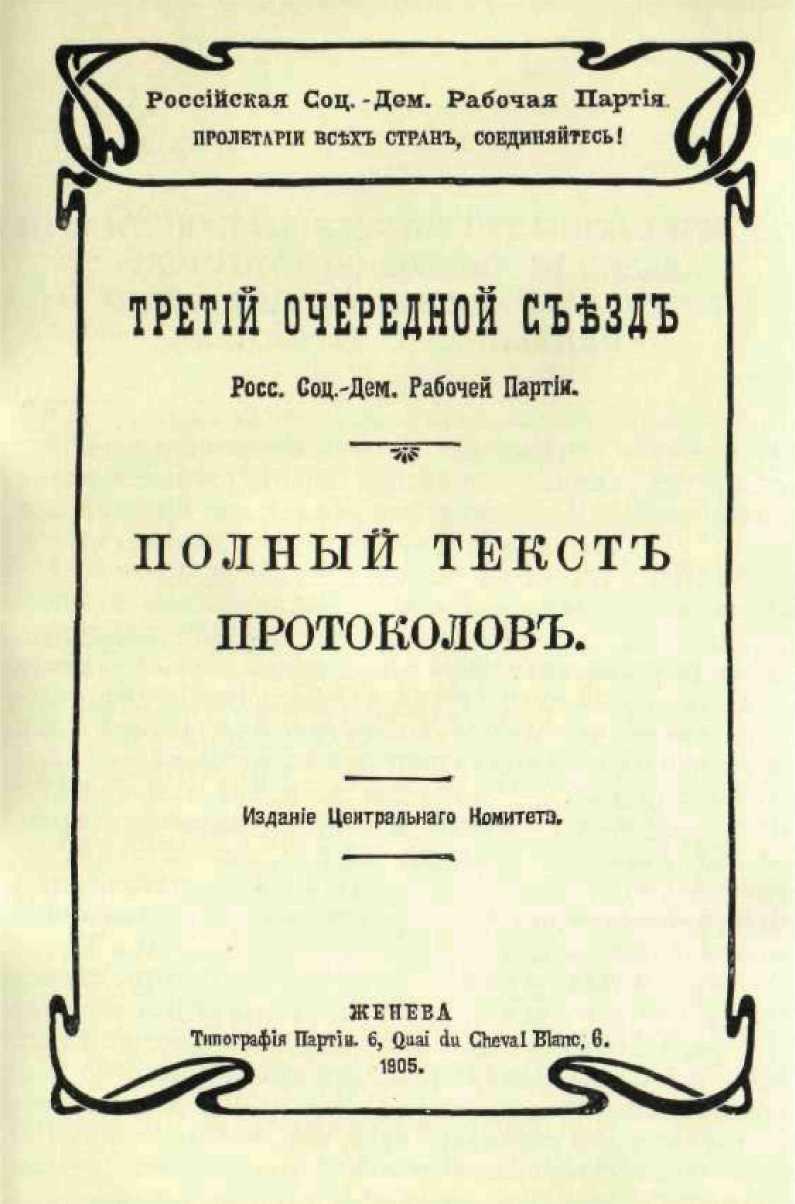 Россійская Соц.-Дем. Рабочая Партія.
ПРОЛЕТАРІИ ВСѢХЪ СТРАНЪ, СОЕДИНЯЙТЕСЬ!
ТРЕТІЙ ОЧЕРЕДНОЙ СЪѢЗДЪ
Росс. Соц.-Дем. Рабочей Партіи.
ПОЛНЫЙ ТЕКСТЪ
ПРОТОКОЛОВЪ.
Изданіе Центральнаго Комитета.
ЖЕНЕВА
Типографія Партіи. 6, Quai du Cheval Blanc, 6.
1905.